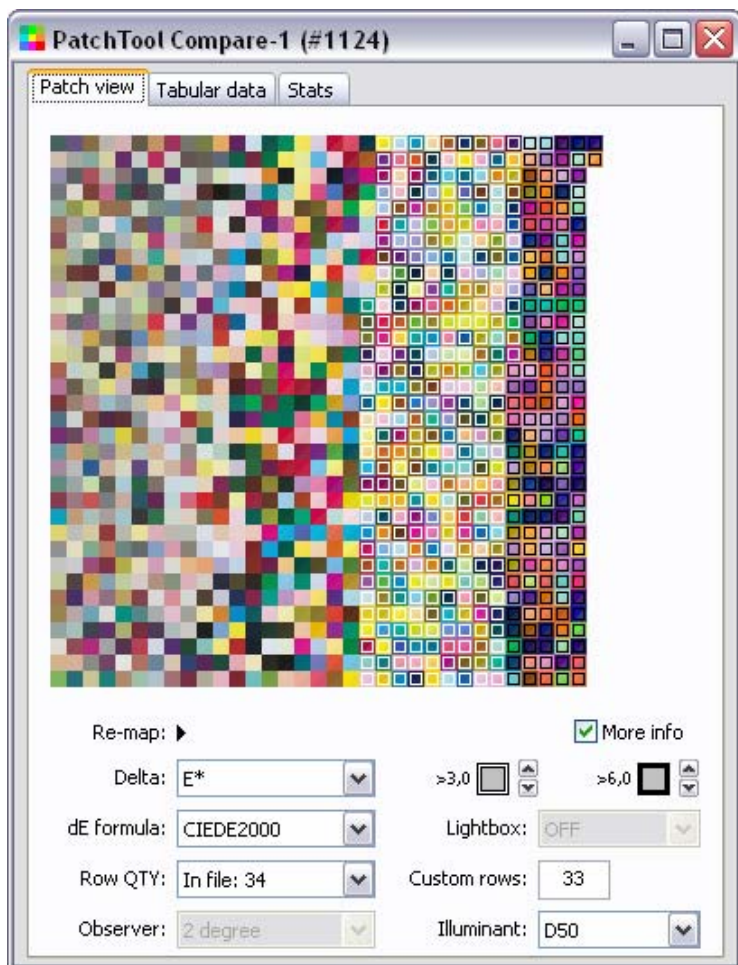 PatchTool Compare-1 (#1124)
Patch view Tabular data Stats
Re-map: More info
Delta: E* >3,0 >6,0
dE formula: CIEDE2000 Lightbox: OFF
Row QTY: In file: 34 Custom rows: 33
Observer: 2 degree Illuminant: D50